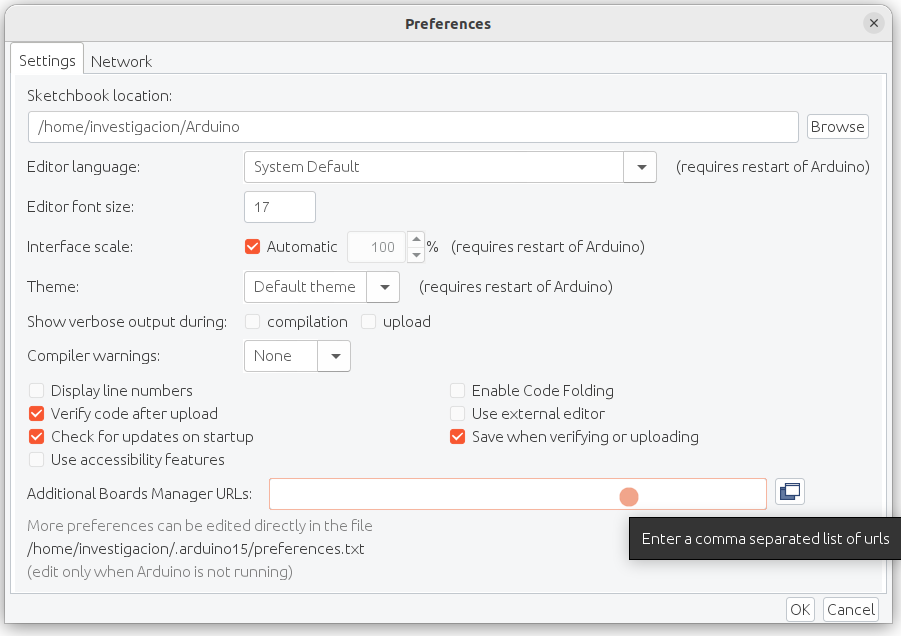 Preferences
Settings Network
Sketchbook location:
/home/investigacion/Arduino Browse
Editor language: System Default (requires restart of Arduino)
Editor font size: 17
Interface scale: Automatic 100 % (requires restart of Arduino)
Theme: Default theme (requires restart of Arduino)
Show verbose output during: compilation upload
Compiler warnings: None
Display line numbers Enable Code Folding
Verify code after upload Use external editor
Check for updates on startup Save when verifying or uploading
Use accessibility features
Additional Boards Manager URLs:
More preferences can be edited directly in the file
Enter a comma separated list of urls
/home/investigacion/.arduino15/preferences.txt
(edit only when Arduino is not running)
OK Cancel